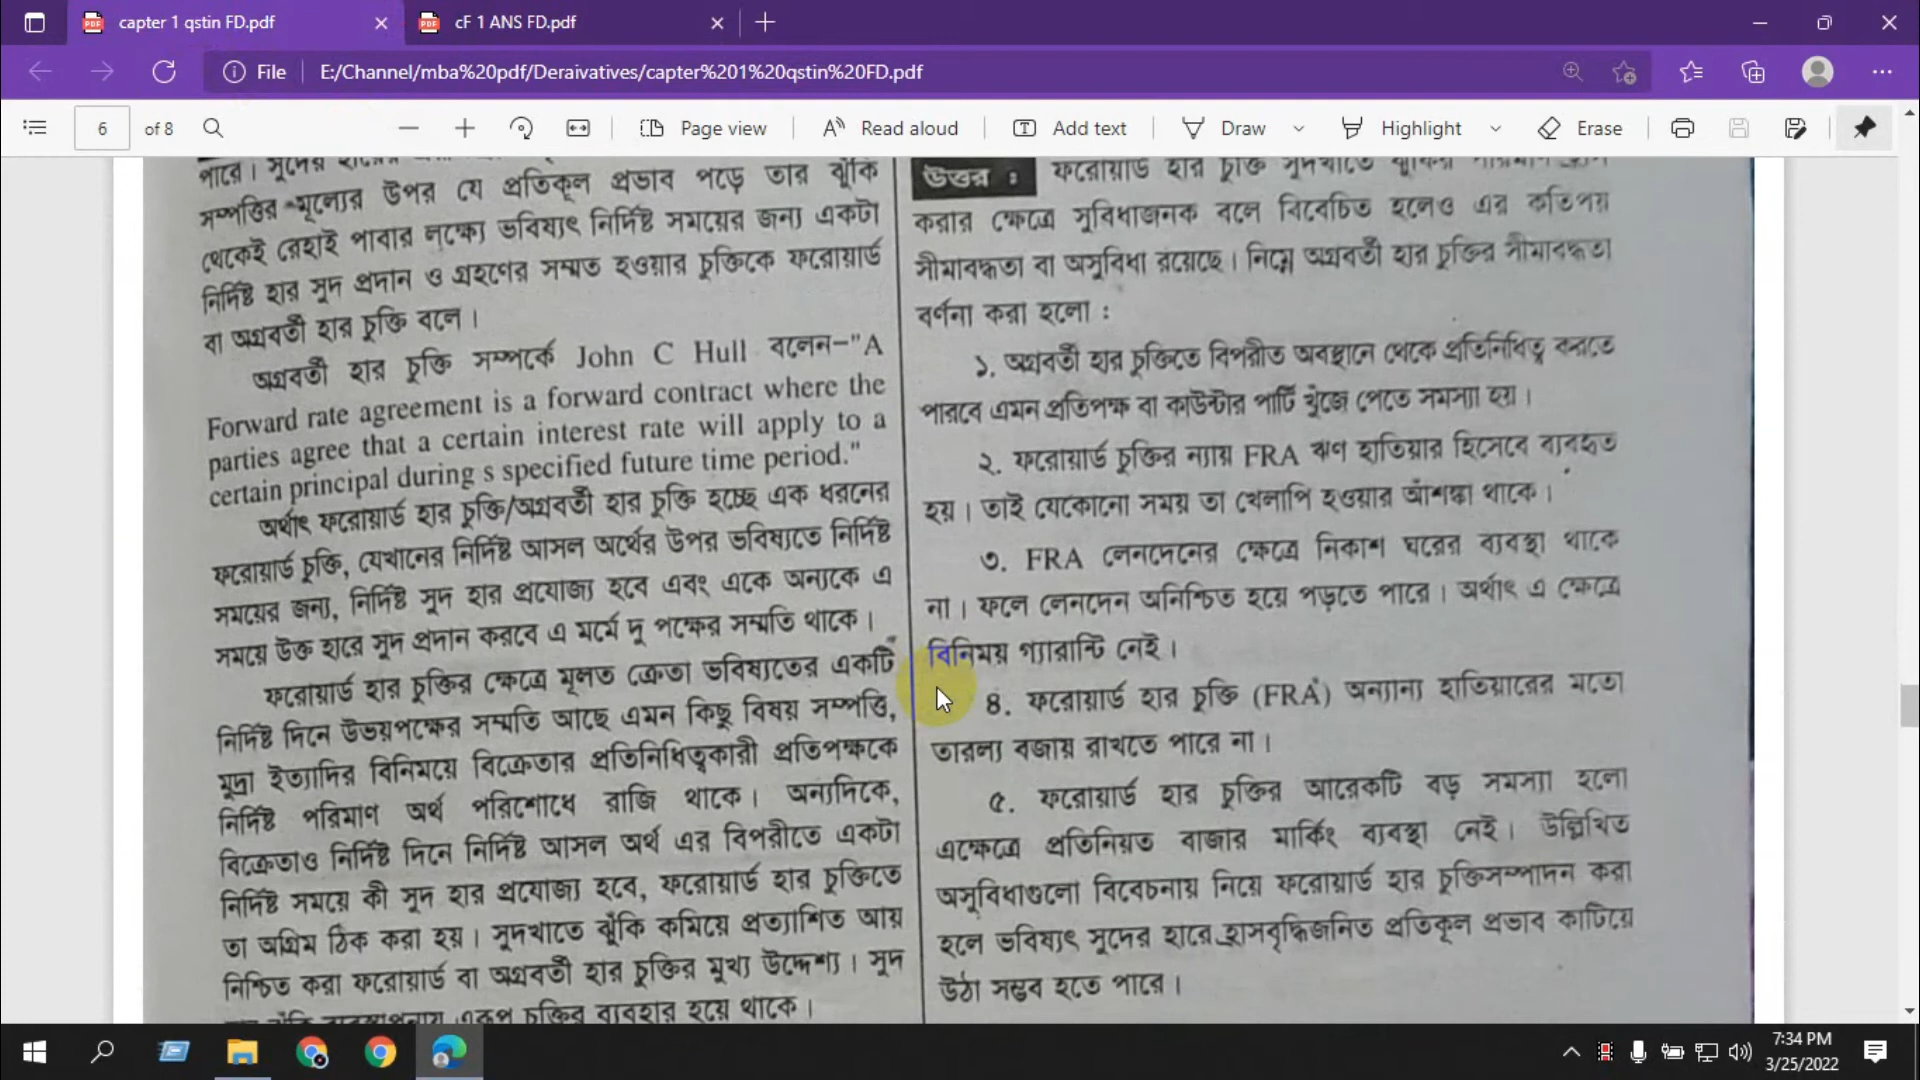 capter 1 qstin FD.pdf
cF 1 ANS FD.pdf
File
E:/Channel/mba%20pdf/Deraivatives/capter%201%20qstin%20FD.pdf
6 of 8
Page view
Read aloud
Add text
Draw
Highlight
Erase
পারে। সুদের হারের
সম্পত্তির মূল্যের উপর যে প্রতিকূল প্রভাব পড়ে তার ঝুঁকি
থেকেই রেহাই পাবার লক্ষ্যে ভবিষ্যৎ নির্দিষ্ট সময়ের জন্য একটা
নির্দিষ্ট হার সুদ প্রদান ও গ্রহণের সম্মত হওয়ার চুক্তিকে ফরোয়ার্ড
বা অগ্রবর্তী হার চুক্তি বলে।
অগ্রবর্তী হার চুক্তি সম্পর্কে John C Hull বলেন-"A
Forward rate agreement is a forward contract where the
parties agree that a certain interest rate will apply to a
certain principal during s specified future time period."
অর্থাৎ ফরোয়ার্ড হার চুক্তি/অগ্রবর্তী হার চুক্তি হচ্ছে এক ধরনের
ফরোয়ার্ড চুক্তি, যেখানের নির্দিষ্ট আসল অর্থের উপর ভবিষ্যতে নির্দিষ্ট
সময়ের জন্য, নির্দিষ্ট সুদ হার প্রযোজ্য হবে এবং একে অন্যকে এ
সময়ে উক্ত হারে সুদ প্রদান করবে এ মর্মে দু পক্ষের সম্মতি থাকে।
ফরোয়ার্ড হার চুক্তির ক্ষেত্রে মূলত ক্রেতা ভবিষ্যতের একটি
নির্দিষ্ট দিনে উভয়পক্ষের সম্মতি আছে এমন কিছু বিষয় সম্পত্তি,
মুদ্রা ইত্যাদির বিনিময়ে বিক্রেতার প্রতিনিধিত্বকারী প্রতিপক্ষকে
নির্দিষ্ট পরিমাণ অর্থ পরিশোধে রাজি থাকে। অন্যদিকে,
বিক্রেতাও নির্দিষ্ট দিনে নির্দিষ্ট আসল অর্থ এর বিপরীতে একটা
নির্দিষ্ট সময়ে কী সুদ হার প্রযোজ্য হবে, ফরোয়ার্ড হার চুক্তিতে
তা অগ্রিম ঠিক করা হয়। সুদখাতে ঝুঁকি কমিয়ে প্রত্যাশিত আয়
নিশ্চিত করা ফরোয়ার্ড বা অগ্রবর্তী হার চুক্তির মুখ্য উদ্দেশ্য। সুদ
ঝুঁকি ব্যবস্থাপনায় এরূপ চুক্তির ব্যবহার হয়ে থাকে।
উত্তর : ফরোয়ার্ড হার চুক্তি সুদখাতে ঝুঁকির পরিমাণ হ্রাস
করার ক্ষেত্রে সুবিধাজনক বলে বিবেচিত হলেও এর কতিপয়
সীমাবদ্ধতা বা অসুবিধা রয়েছে। নিম্নে অগ্রবর্তী হার চুক্তির সীমাবদ্ধতা
বর্ণনা করা হলো :
১. অগ্রবর্তী হার চুক্তিতে বিপরীত অবস্থানে থেকে প্রতিনিধিত্ব করতে
পারবে এমন প্রতিপক্ষ বা কাউন্টার পার্টি খুঁজে পেতে সমস্যা হয়।
২. ফরোয়ার্ড চুক্তির ন্যায় FRA ঋণ হাতিয়ার হিসেবে ব্যবহৃত
হয়। তাই যেকোনো সময় তা খেলাপি হওয়ার আঁশঙ্কা থাকে।
৩. FRA লেনদেনের ক্ষেত্রে নিকাশ ঘরের ব্যবস্থা থাকে
না। ফলে লেনদেন অনিশ্চিত হয়ে পড়তে পারে। অর্থাৎ এ ক্ষেত্রে
বিনিময় গ্যারান্টি নেই।
৪. ফরোয়ার্ড হার চুক্তি (FRA) অন্যান্য হাতিয়ারের মতো
তারল্য বজায় রাখতে পারে না।
৫. ফরোয়ার্ড হার চুক্তির আরেকটি বড় সমস্যা হলো
এক্ষেত্রে প্রতিনিয়ত বাজার মার্কিং ব্যবস্থা নেই। উল্লিখিত
অসুবিধাগুলো বিবেচনায় নিয়ে ফরোয়ার্ড হার চুক্তিসম্পাদন করা
হলে ভবিষ্যৎ সুদের হারে হ্রাসবৃদ্ধিজনিত প্রতিকূল প্রভাব কাটিয়ে
উঠা সম্ভব হতে পারে।
7:34 PM
3/25/2022